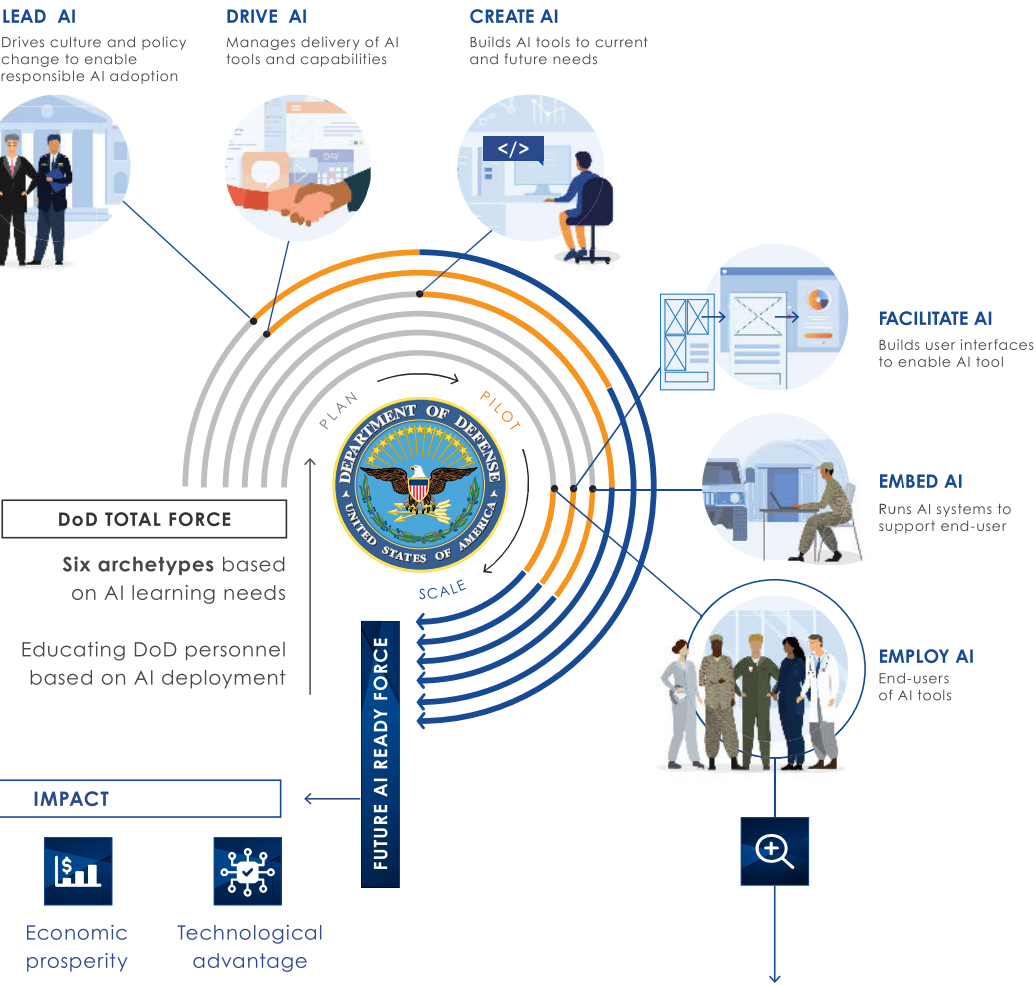 LEAD AI
Drives culture and policy
change to enable
responsible AI adoption
DRIVE AI
Manages delivery of AI
tools and capabilities
CREATE AI
Builds AI tools to current
and future needs
</>
DAY
FACILITATE AI
Builds user interfaces
to enable AI tool
EMBED AI
Runs AI systems to
support end-user
EMPLOY AI
End-users
of AI tools
PLAN
PILOT
SCALE
DEPARTMENT OF DEFENSE
UNITED STATES OF AMERICA
DoD TOTAL FORCE
Six archetypes based
on AI learning needs
Educating DoD personnel
based on AI deployment
FUTURE AI READY FORCE
IMPACT
$
Economic
prosperity
Technological
advantage